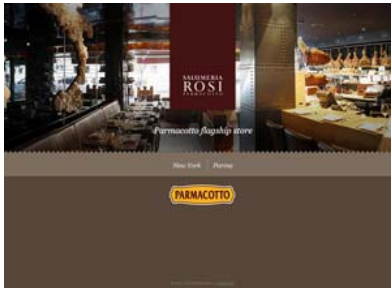 SALUMERIA
ROSI
PARMACOTTO
Parmacotto flagship store
New York | Parma
PARMACOTTO